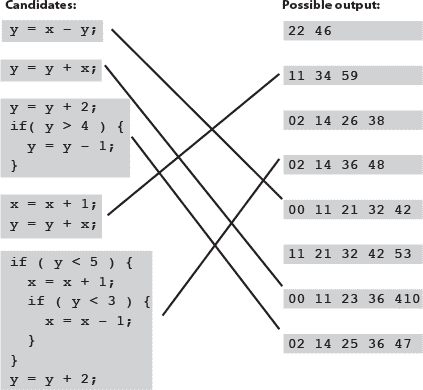 Candidates:
y = x - y;
y = y + x;
y = y + 2;
if( y > 4 ) {
y = y - 1;
}
x = x + 1;
y = y + x;
if ( y < 5 ) {
x = x + 1;
if ( y < 3 ) {
x = x - 1;
}
}
y = y + 2;
Possible output:
22 46
11 34 59
02 14 26 38
02 14 36 48
00 11 21 32 42
11 21 32 42 53
00 11 23 36 410
02 14 25 36 47